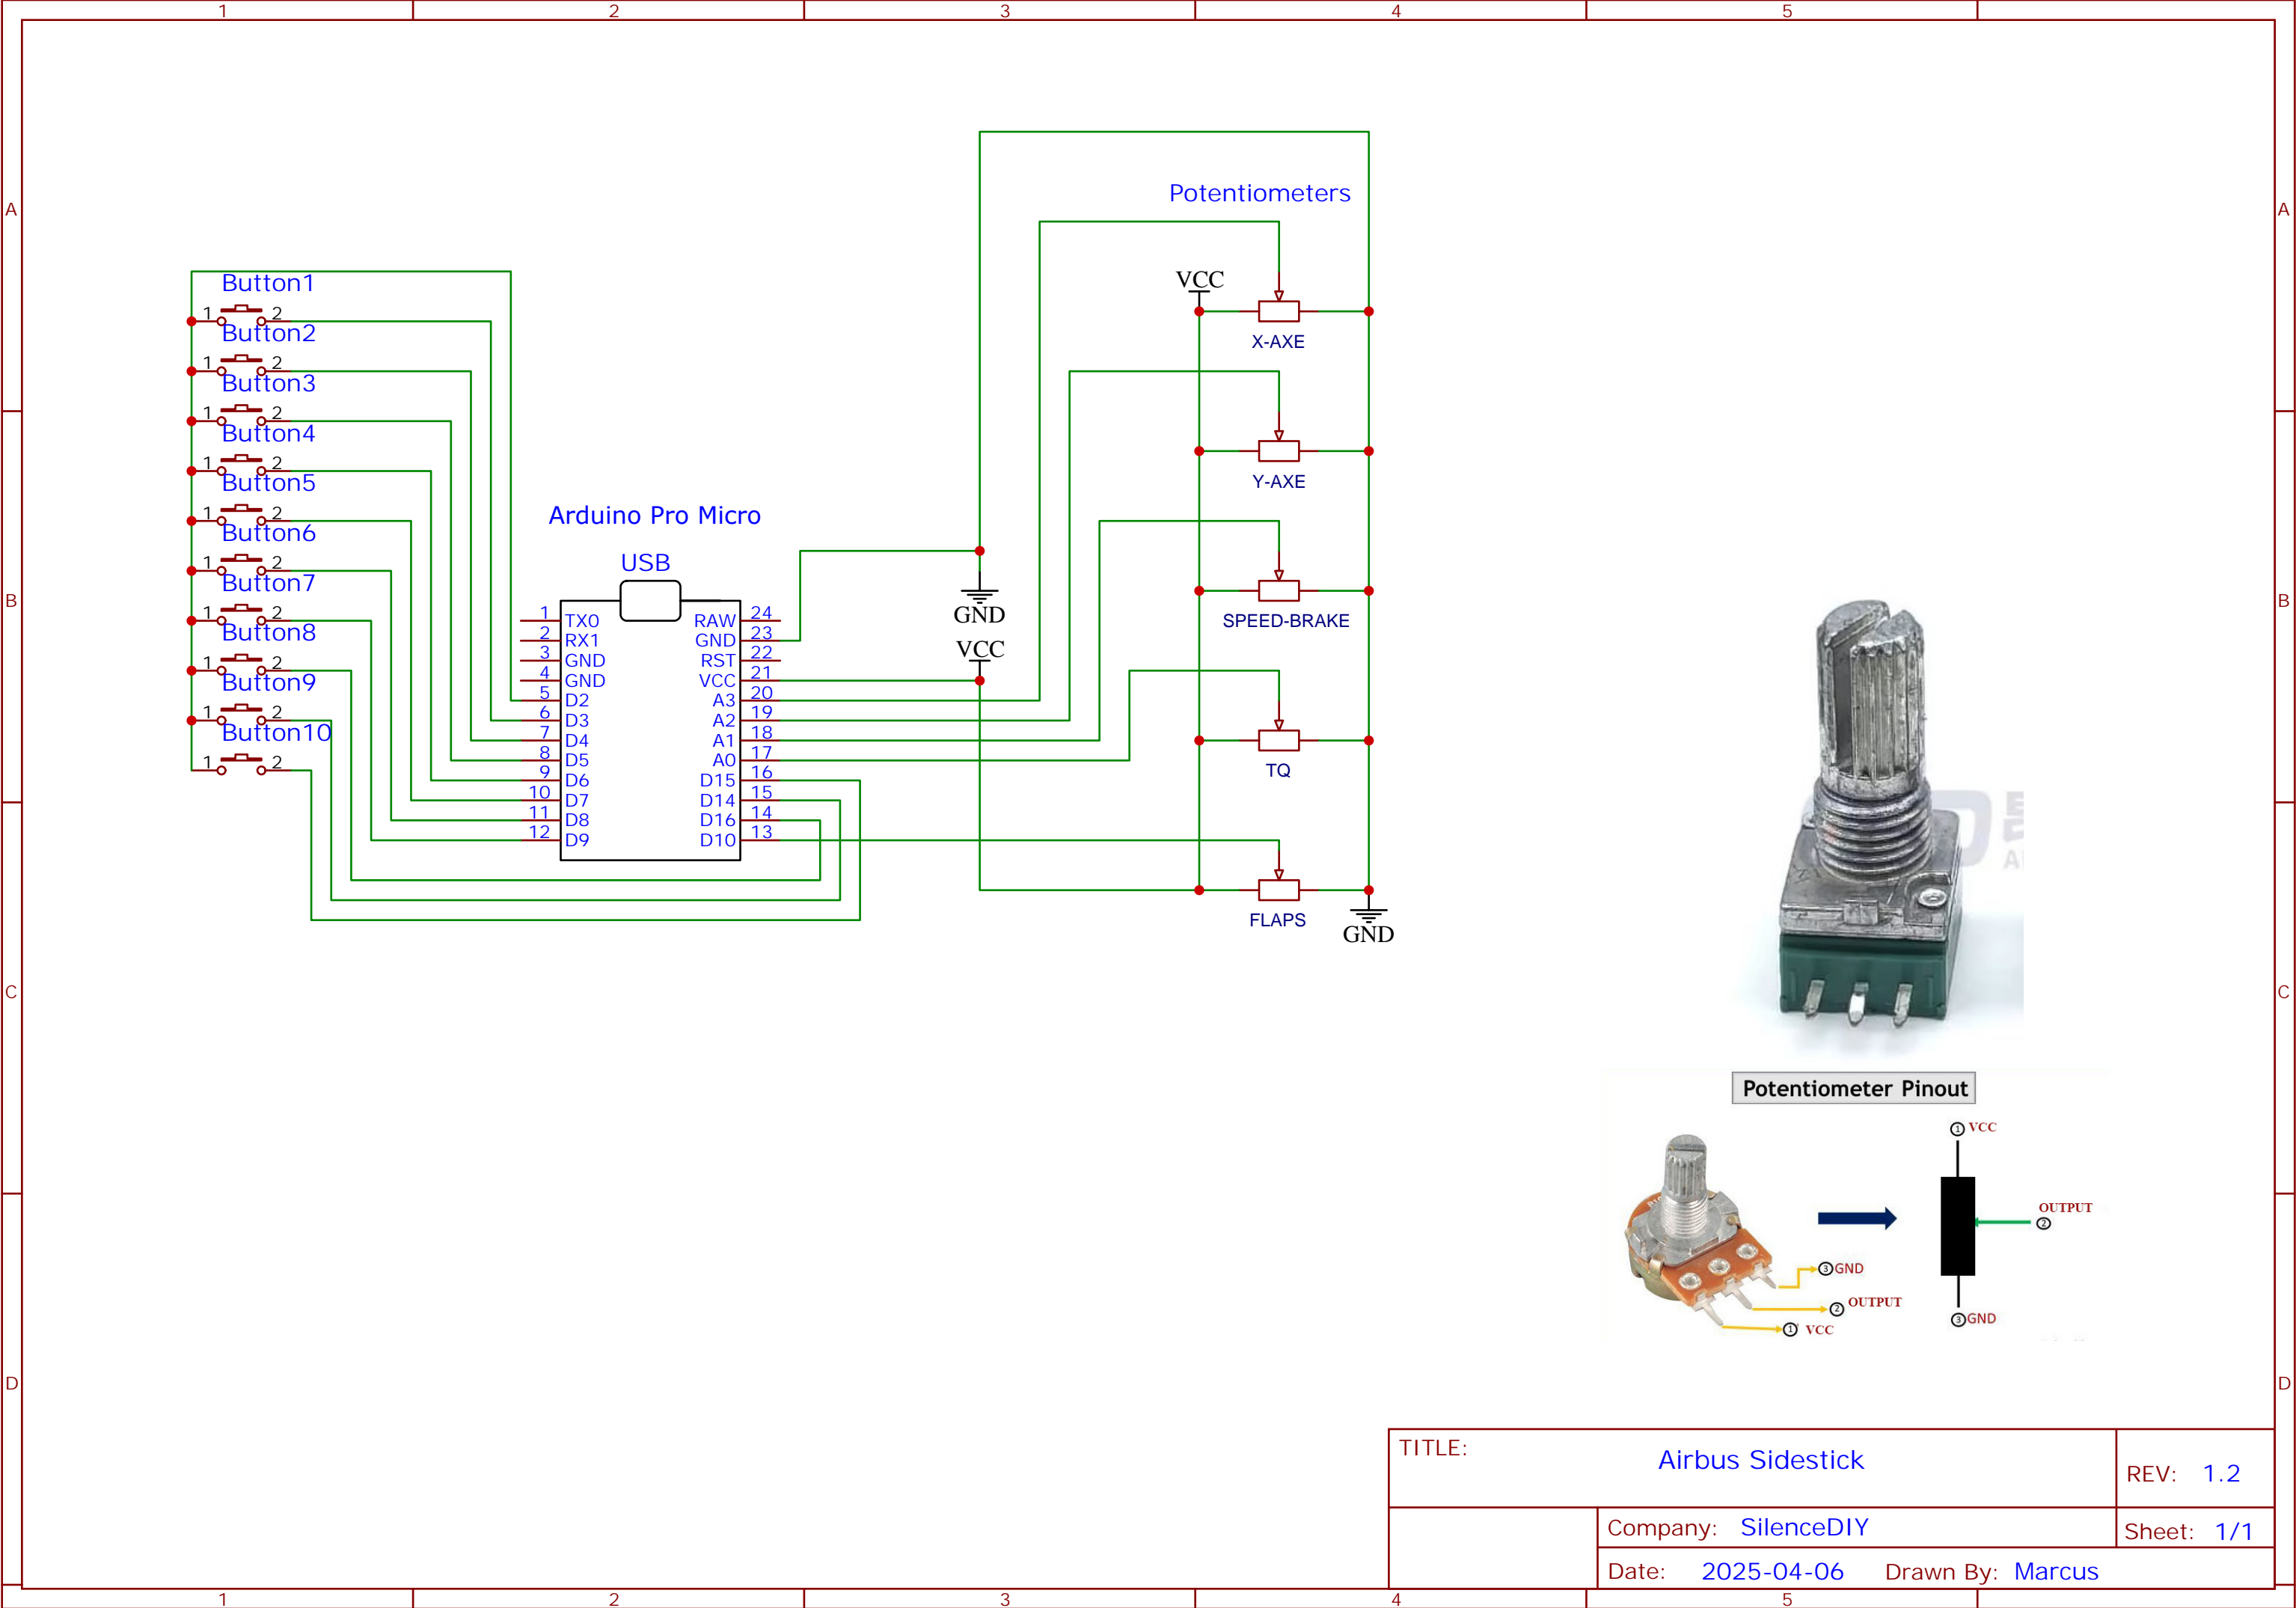 1 2 3 4 5
A A
B B
C C
D D
1 2 3 4 5
Button1
1 2
Button2
1 2
Button3
1 2
Button4
1 2
Button5
1 2
Button6
1 2
Button7
1 2
Button8
1 2
Button9
1 2
Button10
1 2
Arduino Pro Micro
USB
1 TX0 RAW 24
2 RX1 GND 23
3 GND RST 22
4 GND VCC 21
5 D2 A3 20
6 D3 A2 19
7 D4 A1 18
8 D5 A0 17
9 D6 D15 16
10 D7 D14 15
11 D8 D16 14
12 D9 D10 13
GND
VCC
Potentiometers
VCC
X-AXE
Y-AXE
SPEED-BRAKE
TQ
FLAPS
GND
Potentiometer Pinout
3 GND
2 OUTPUT
1 VCC
1 VCC
OUTPUT
2
3 GND
TITLE:
Airbus Sidestick
REV: 1.2
Company: SilenceDIY
Sheet: 1/1
Date: 2025-04-06 Drawn By: Marcus